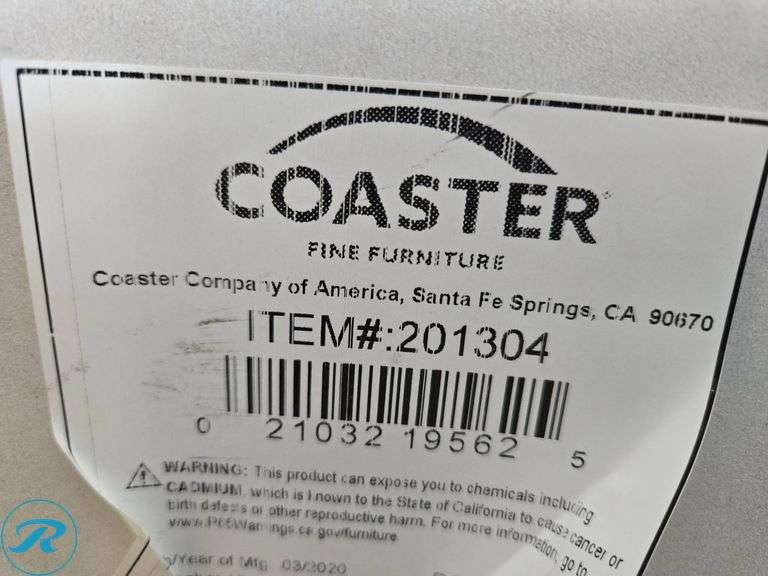 COASTER
FINE FURNITURE
Coaster Company of America, Santa Fe Springs, CA 90670
ITEM#:201304
0 21032 19562 5
WARNING: This product can expose you to chemicals including
CADMIUM, which is known to the State of California to cause cancer or
birth defects or other reproductive harm. For more information, go to
www.P65Warnings.ca.gov/furniture
/Year of Mfg. 03/2020
R